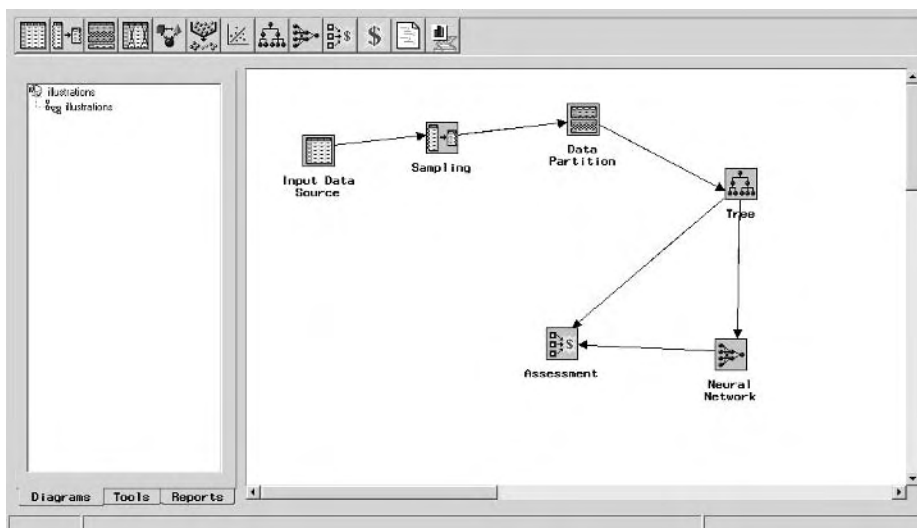 illustrations
illustrations
Input Data
Source
Sampling
Data
Partition
Tree
Assessment
Neural
Network
Diagrams Tools Reports